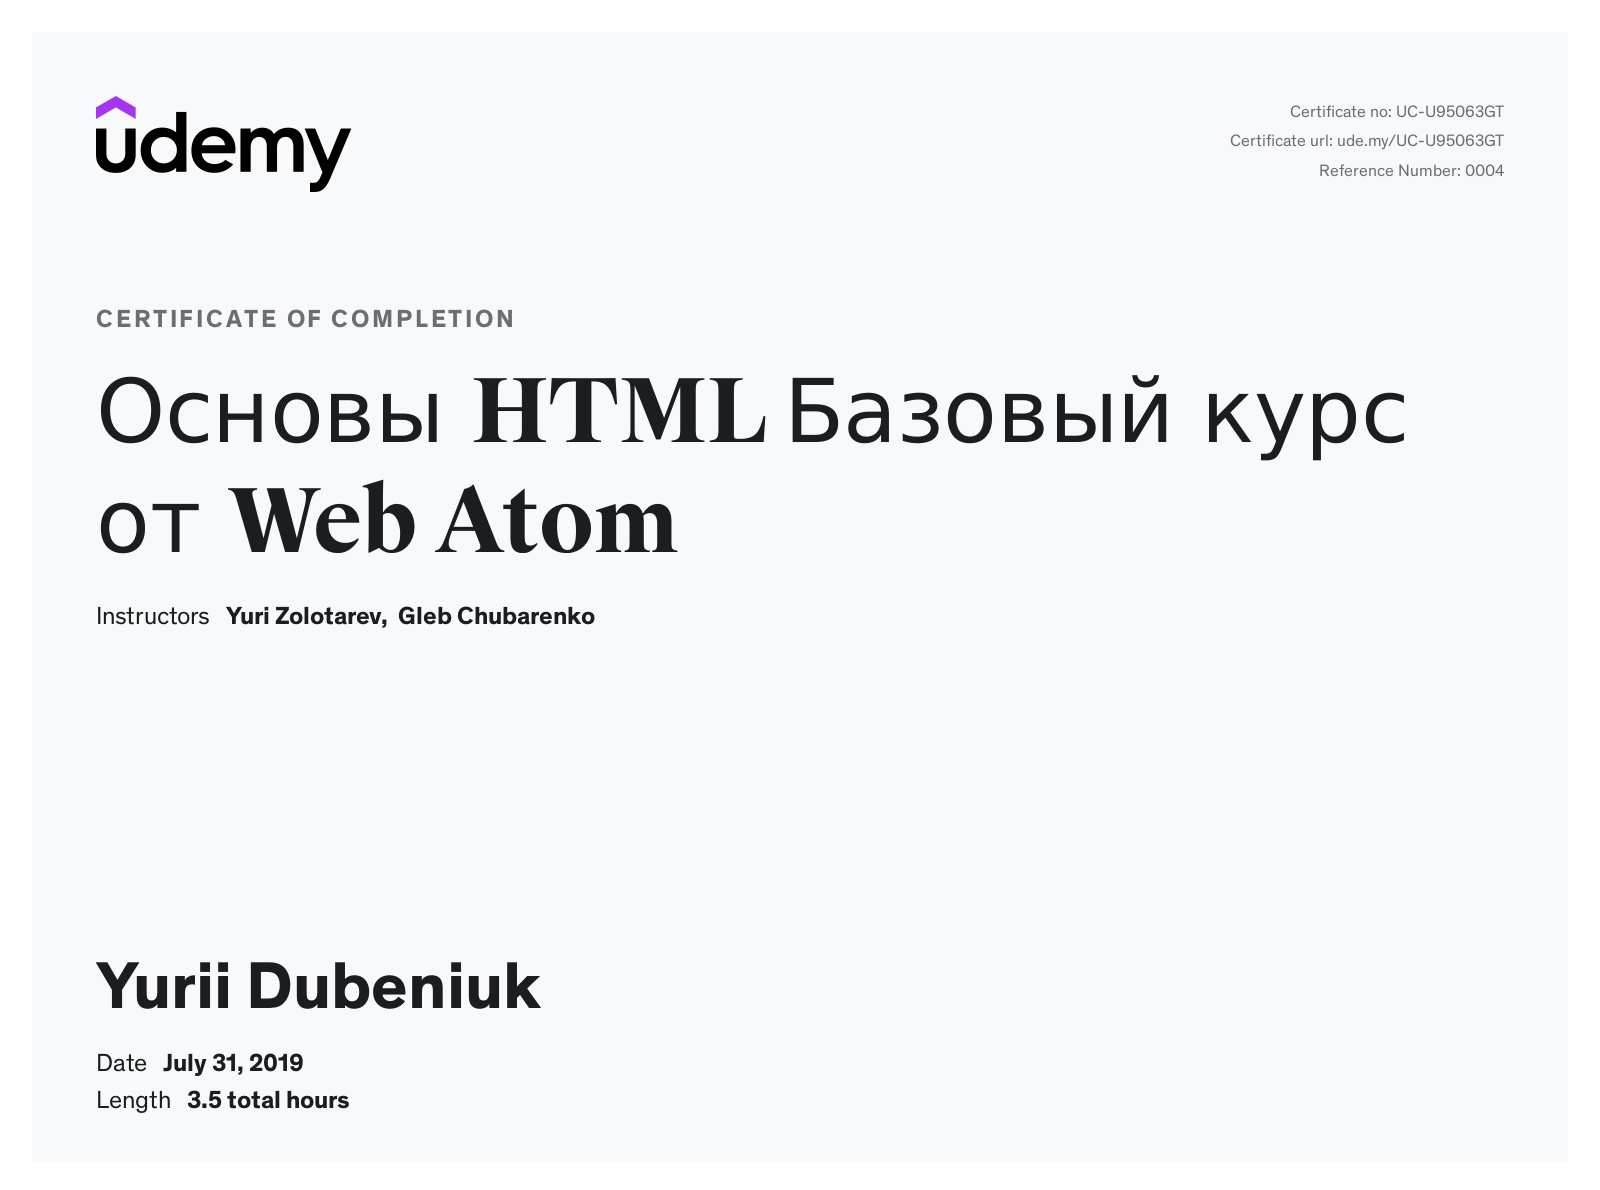 udemy
Certificate no: UC-U95063GT
Certificate url: ude.my/UC-U95063GT
Reference Number: 0004
CERTIFICATE OF COMPLETION
Основы HTML Базовый курс
от Web Atom
Instructors Yuri Zolotarev, Gleb Chubarenko
Yurii Dubeniuk
Date July 31, 2019
Length 3.5 total hours